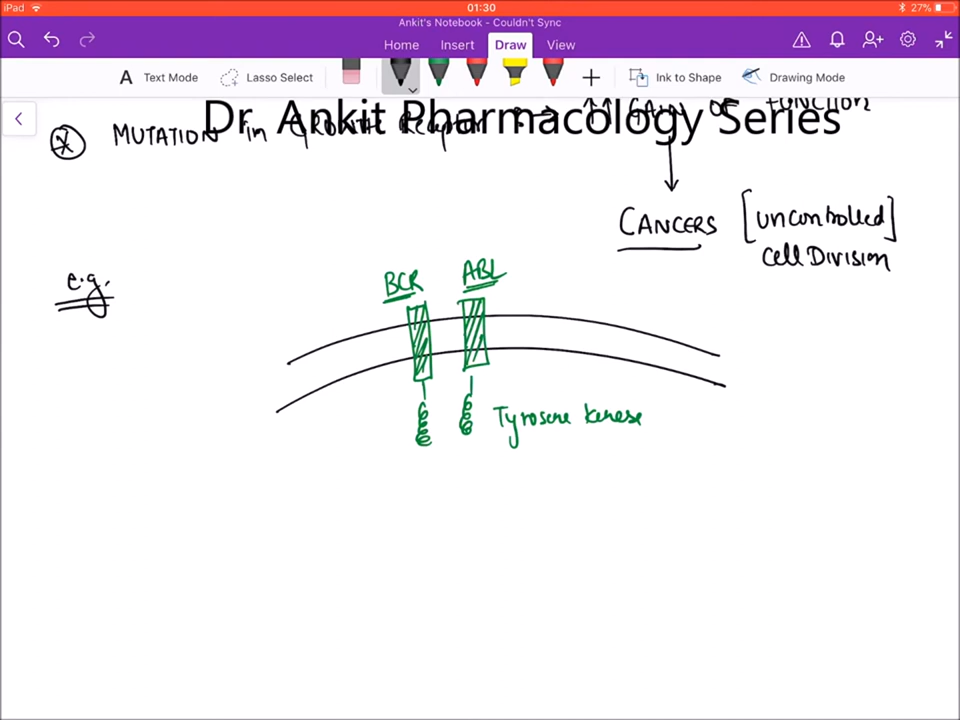 iPad 01:30 27%
Ankit's Notebook - Couldn't Sync
Home Insert Draw View
A Text Mode Lasso Select Ink to Shape Drawing Mode
Dr. Ankit Pharmacology Series
MUTATION in GROWTH Receptor → ↑↑ GAIN OF FUNCTION
CANCERS [uncontrolled]
cell Division
e.g.
BCR ABL
Tyrosene Kenese